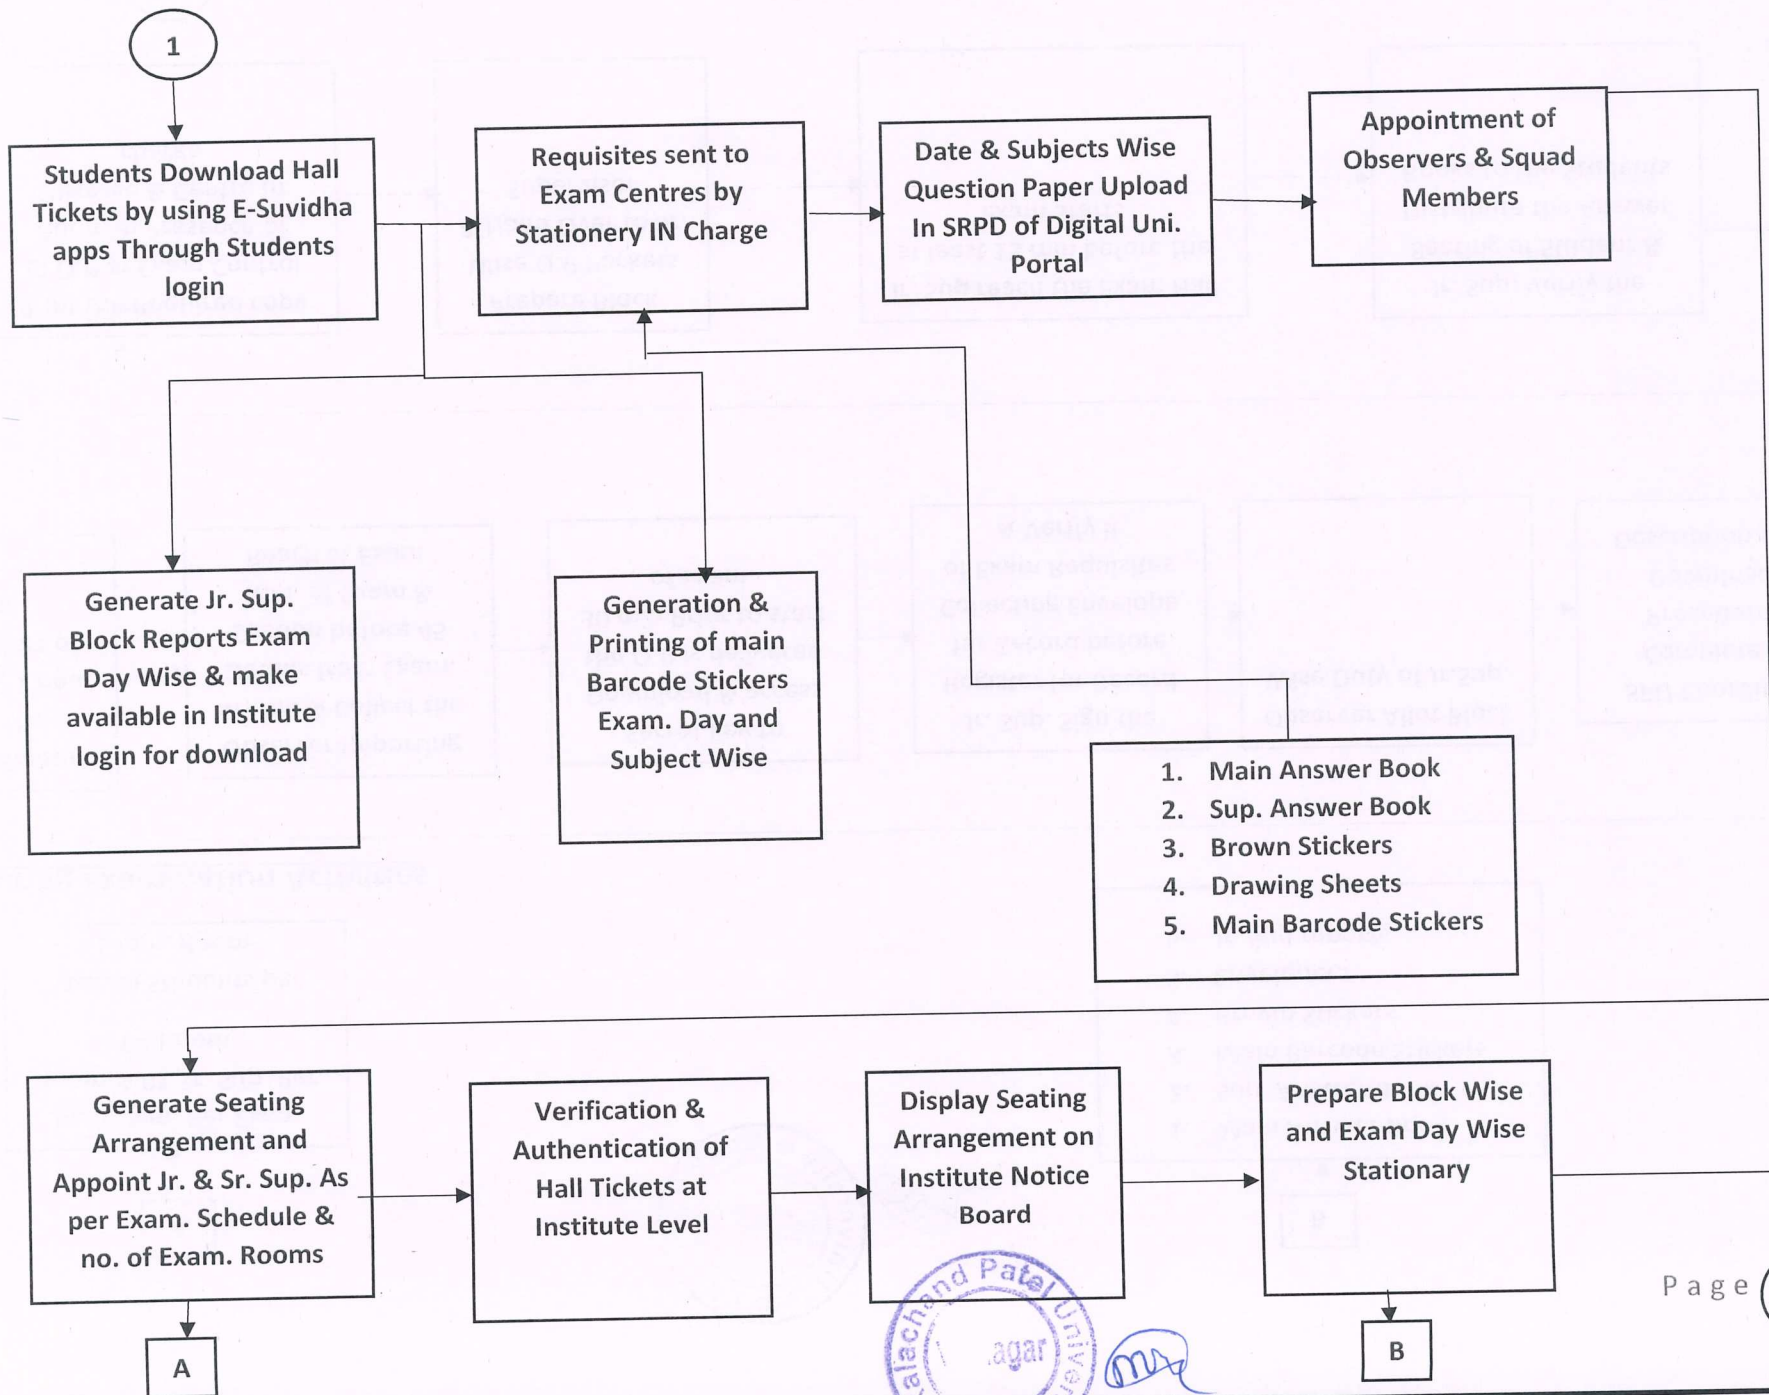 1
Students Download Hall
Tickets by using E-Suvidha
apps Through Students
login
Requisites sent to
Exam Centres by
Stationery IN Charge
Date & Subjects Wise
Question Paper Upload
In SRPD of Digital Uni.
Portal
Appointment of
Observers & Squad
Members
Generate Jr. Sup.
Block Reports Exam
Day Wise & make
available in Institute
login for download
Generation &
Printing of main
Barcode Stickers
Exam. Day and
Subject Wise
1. Main Answer Book
2. Sup. Answer Book
3. Brown Stickers
4. Drawing Sheets
5. Main Barcode Stickers
Generate Seating
Arrangement and
Appoint Jr. & Sr. Sup. As
per Exam. Schedule &
no. of Exam. Rooms
Verification &
Authentication of
Hall Tickets at
Institute Level
Display Seating
Arrangement on
Institute Notice
Board
Prepare Block Wise
and Exam Day Wise
Stationary
A
B
Page
Patel
agar